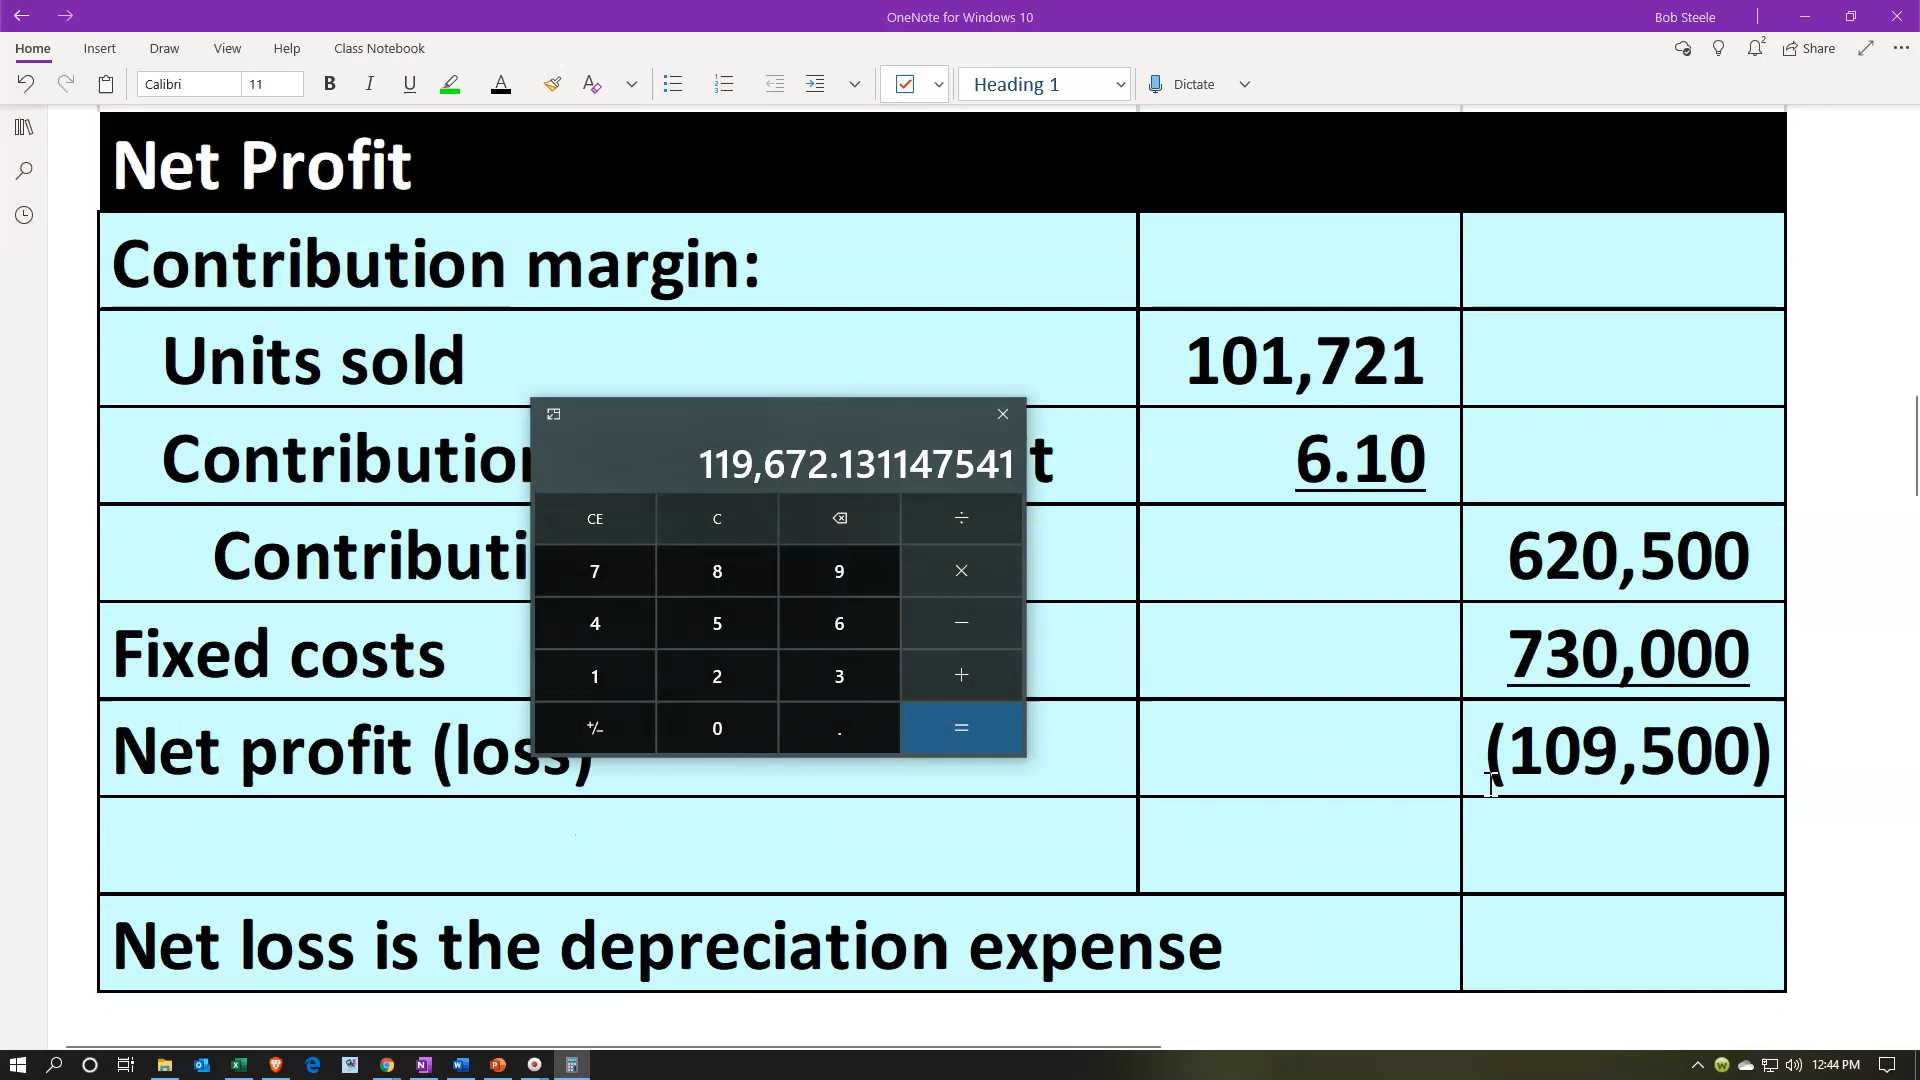 OneNote for Windows 10
Bob Steele
Home Insert Draw View Help Class Notebook
2
Share
Calibri 11 B I U A Heading 1 Dictate
Net Profit
Contribution margin:
Units sold 101,721
Contribution t 6.10
Contributi 620,500
Fixed costs 730,000
Net profit (loss) (109,500)
Net loss is the depreciation expense
119,672.131147541
CE C ⌫ ÷
7 8 9 ×
4 5 6 −
1 2 3 +
+/− 0 . =
12:44 PM